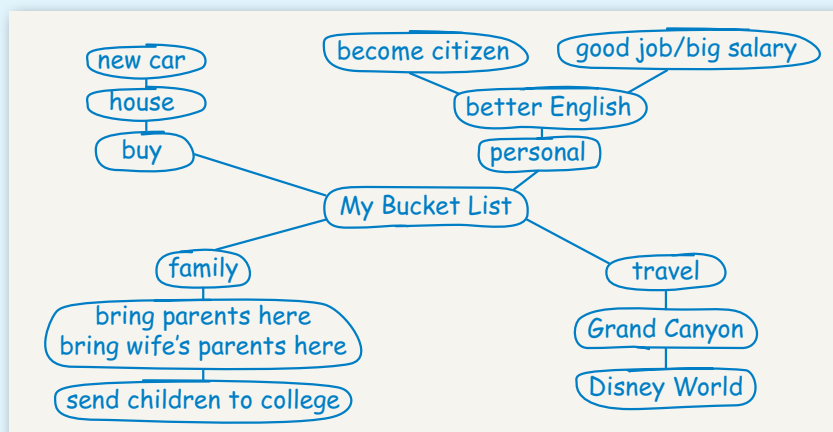 become citizen
good job/big salary
new car
house
better English
buy
personal
My Bucket List
family
travel
bring parents here
bring wife's parents here
Grand Canyon
Disney World
send children to college